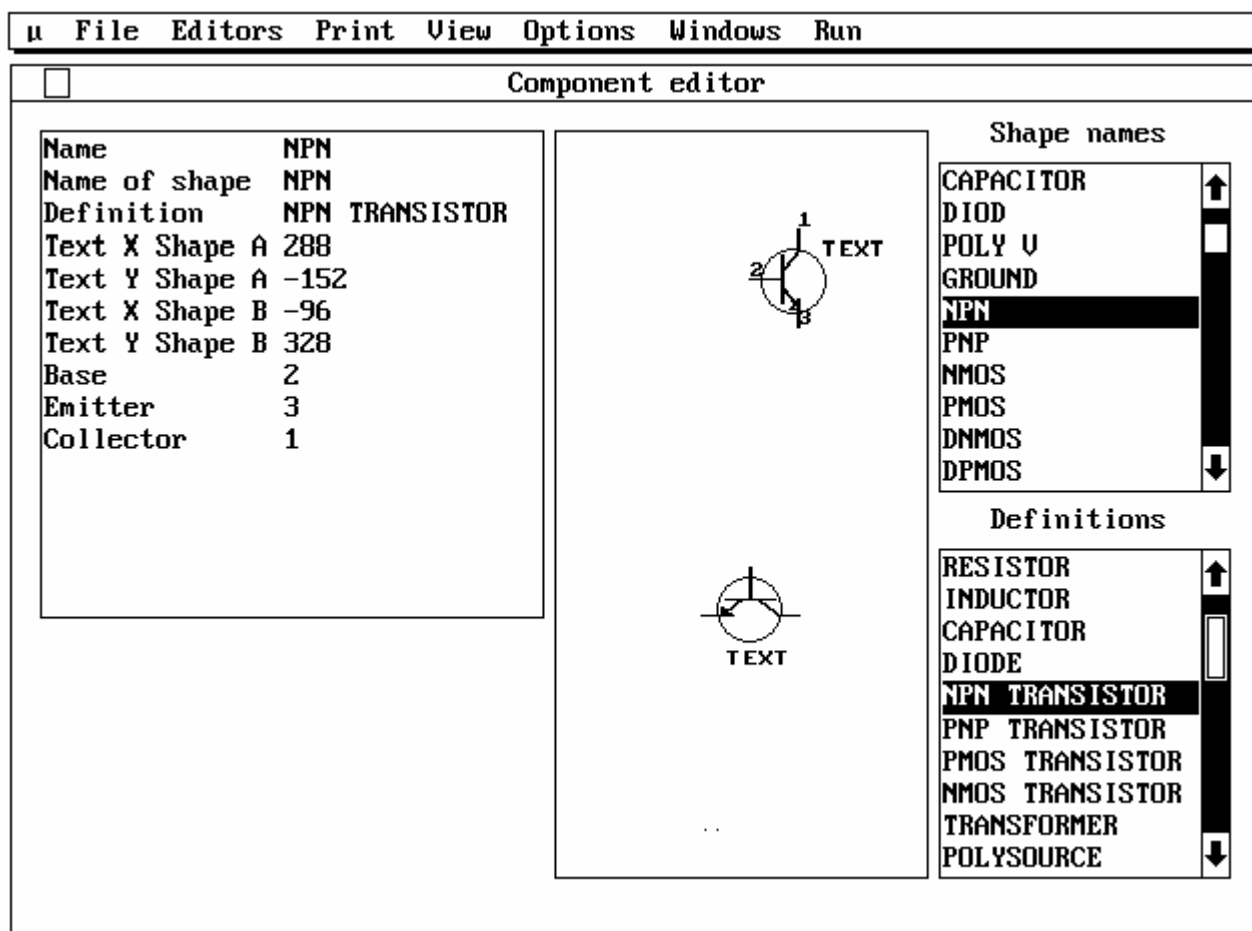 µ File Editors Print View Options Windows Run
Component editor
Name NPN
Name of shape NPN
Definition NPN TRANSISTOR
Text X Shape A 288
Text Y Shape A -152
Text X Shape B -96
Text Y Shape B 328
Base 2
Emitter 3
Collector 1
1
TEXT
2
3
TEXT
Shape names
CAPACITOR
DIOD
POLY V
GROUND
NPN
PNP
NMOS
PMOS
DNMOS
DPMOS
Definitions
RESISTOR
INDUCTOR
CAPACITOR
DIODE
NPN TRANSISTOR
PNP TRANSISTOR
PMOS TRANSISTOR
NMOS TRANSISTOR
TRANSFORMER
POLYSOURCE